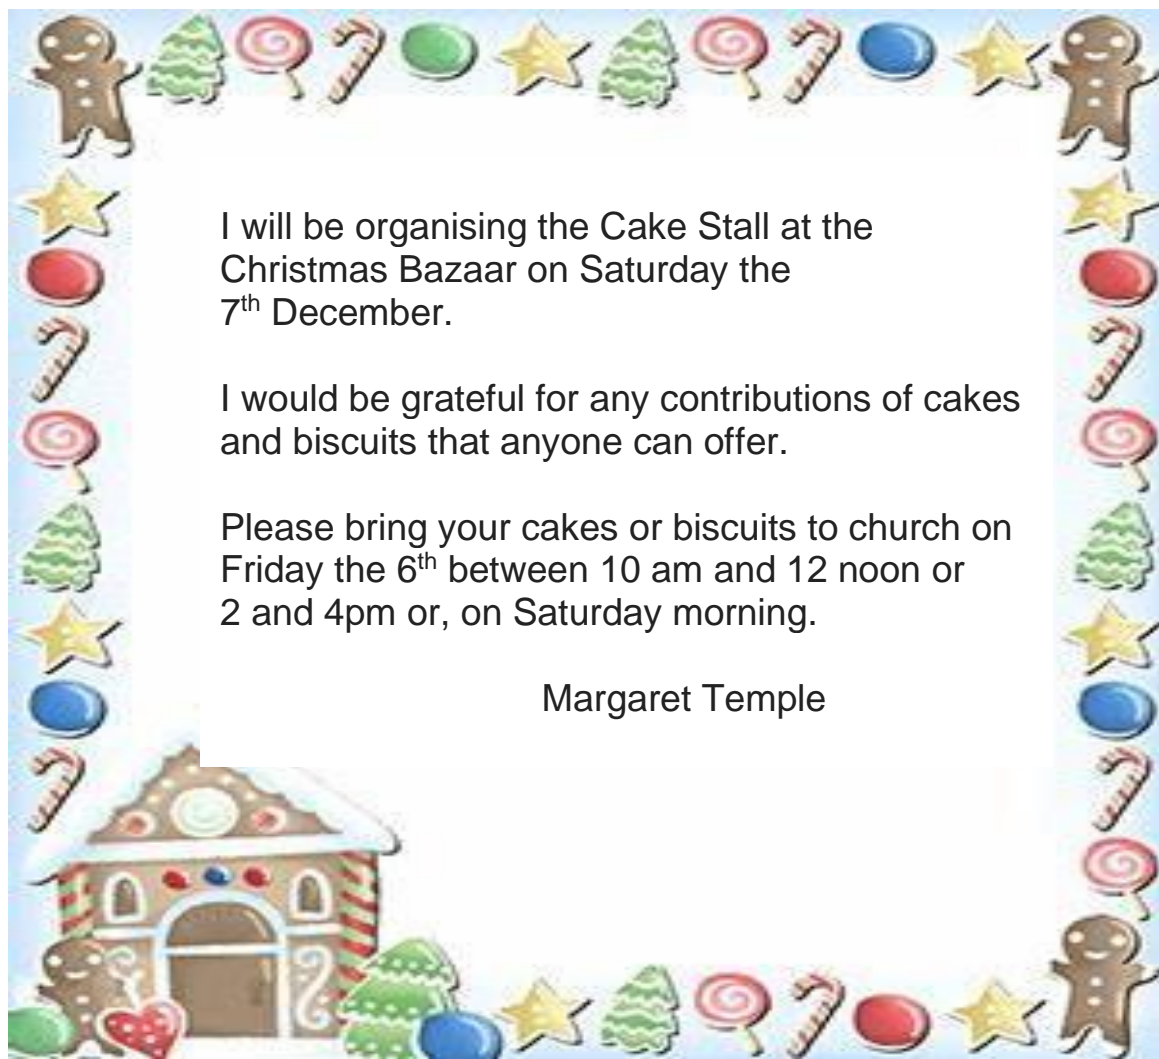 I will be organising the Cake Stall at the
Christmas Bazaar on Saturday the
7th December.
I would be grateful for any contributions of cakes
and biscuits that anyone can offer.
Please bring your cakes or biscuits to church on
Friday the 6th between 10 am and 12 noon or
2 and 4pm or, on Saturday morning.
Margaret Temple